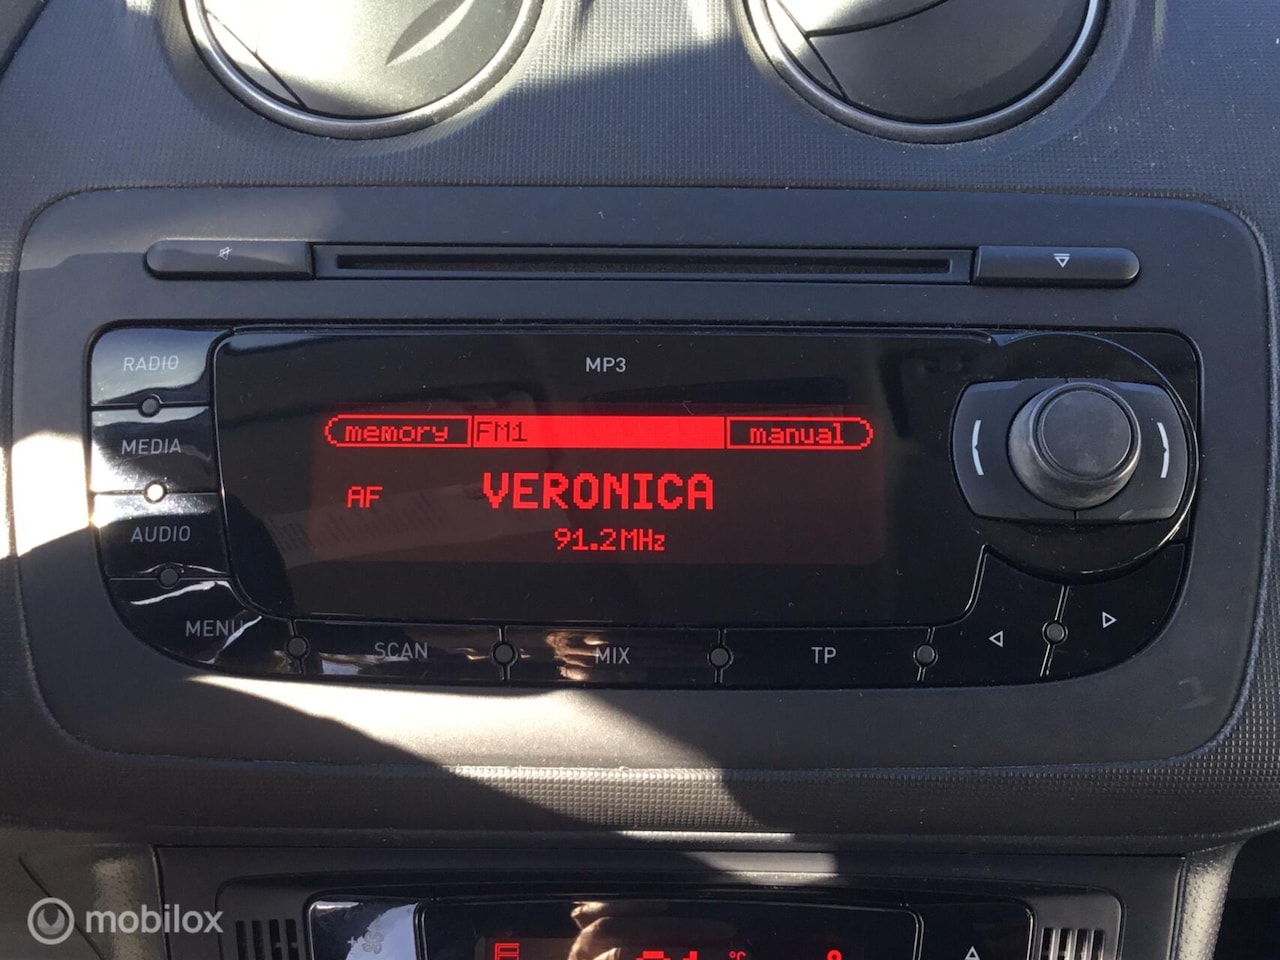 MP3
RADIO
MEDIA
AUDIO
MENU
memory FM1 manual
AF VERONICA
91.2MHz
SCAN MIX TP
°C
mobilox